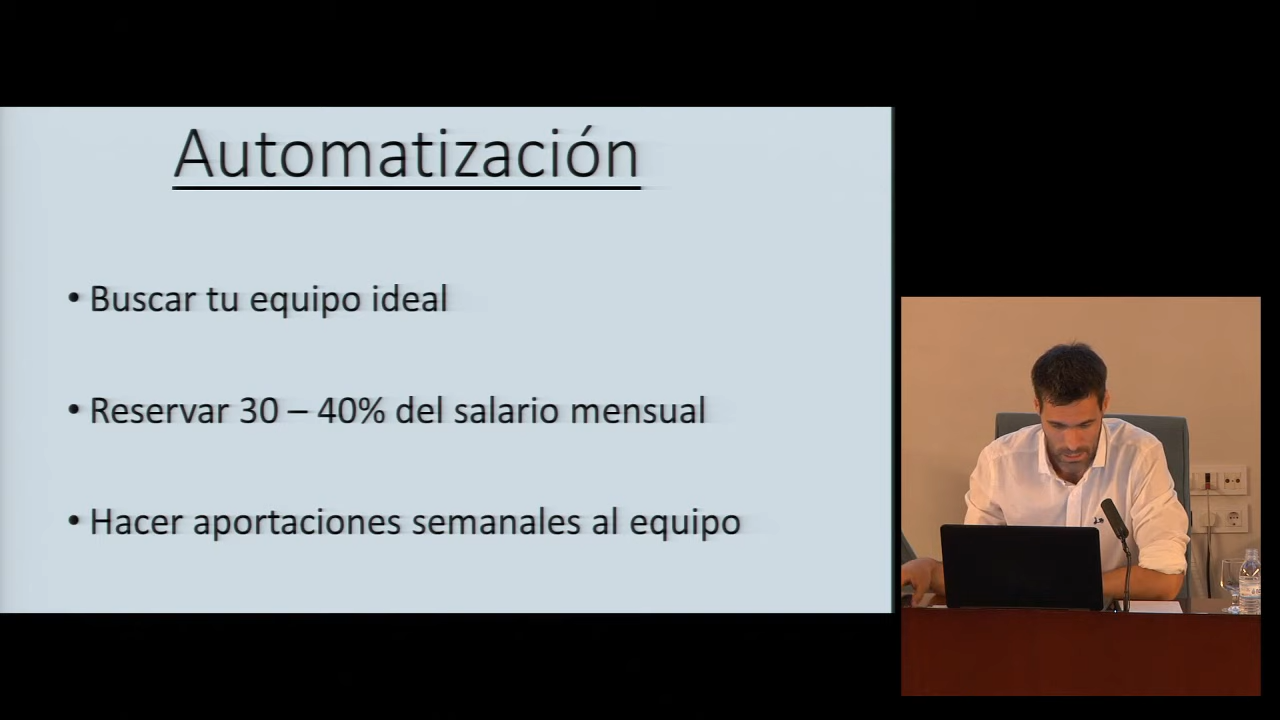 Automatización
• Buscar tu equipo ideal
• Reservar 30 – 40% del salario mensual
• Hacer aportaciones semanales al equipo